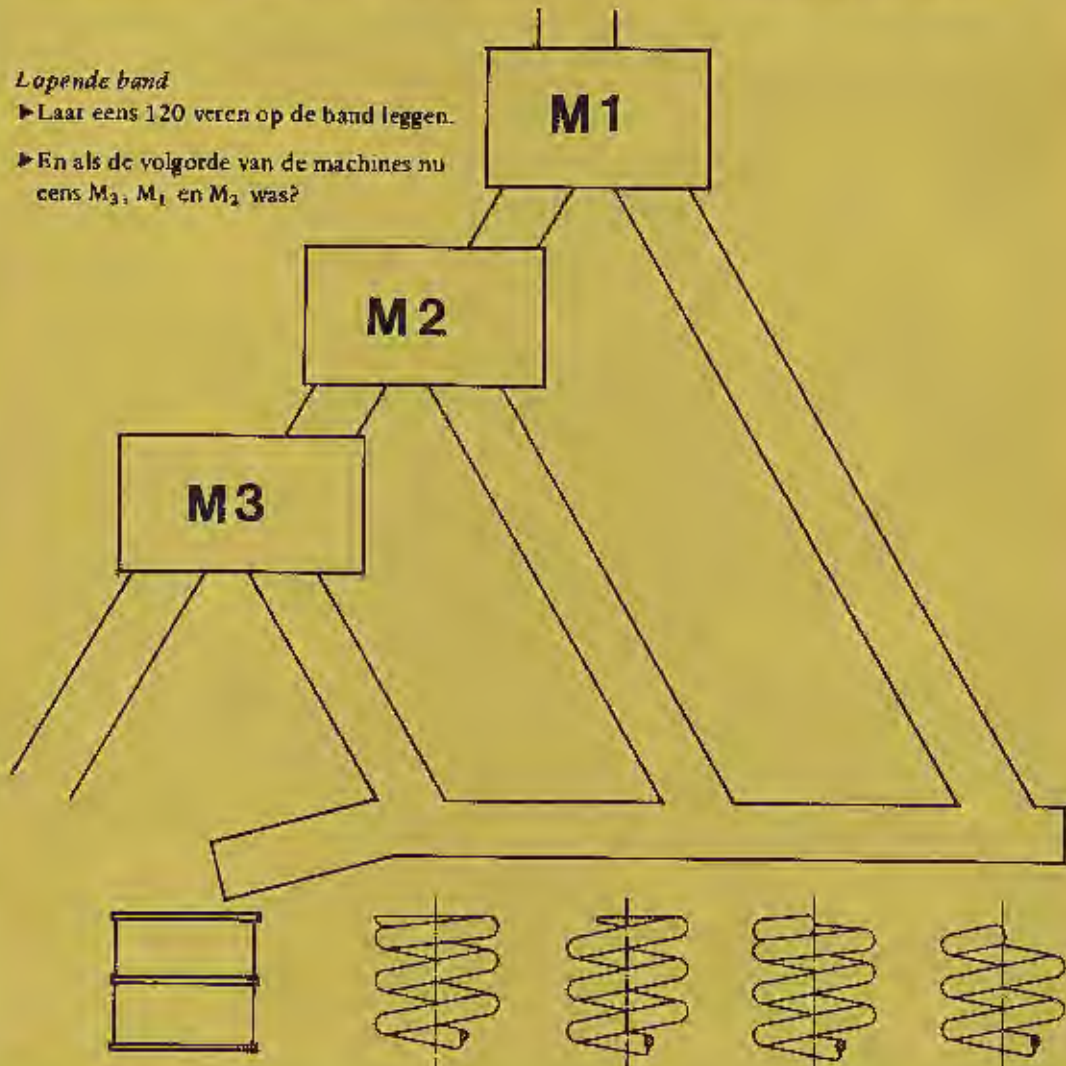 Lopende band
▶Laat eens 120 veren op de band leggen.
▶En als de volgorde van de machines nu
eens M₃, M₁ en M₂ was?
M1
M2
M3